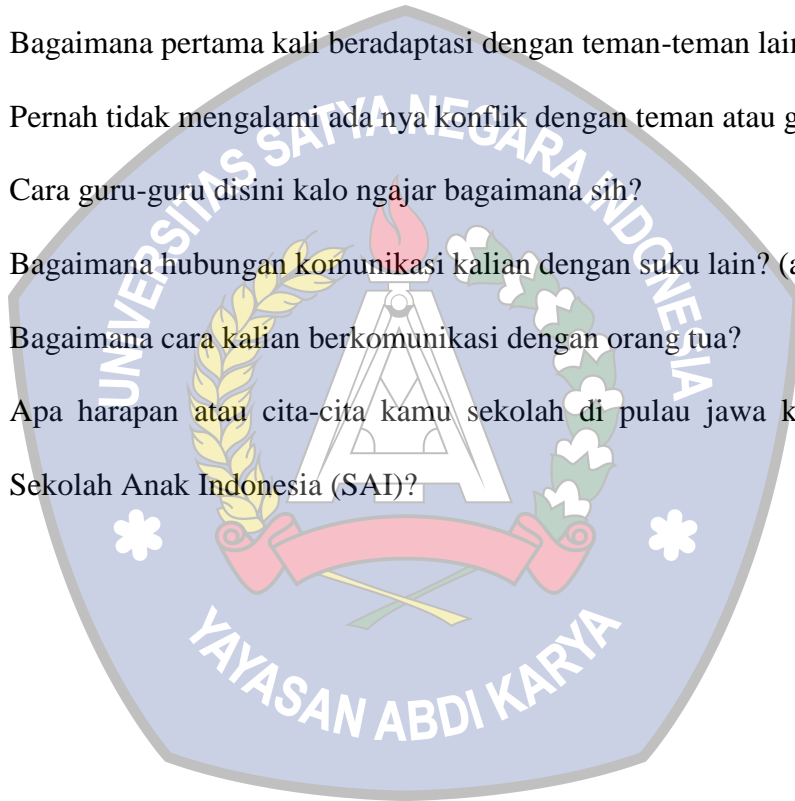 Bagaimana pertama kali beradaptasi dengan teman-teman
Pernah tidak mengalami ada nya konflik dengan teman atau
Cara guru-guru disini kalo ngajar bagaimana sih?
Bagaimana hubungan komunikasi kalian dengan suku lain?
Bagaimana cara kalian berkomunikasi dengan orang tua?
Apa harapan atau cita-cita kamu sekolah di pulau jawa
Sekolah Anak Indonesia (SAI)?
UNIVERSITAS SATYA NEGARA INDONESIA
YAYASAN ABDI KARYA